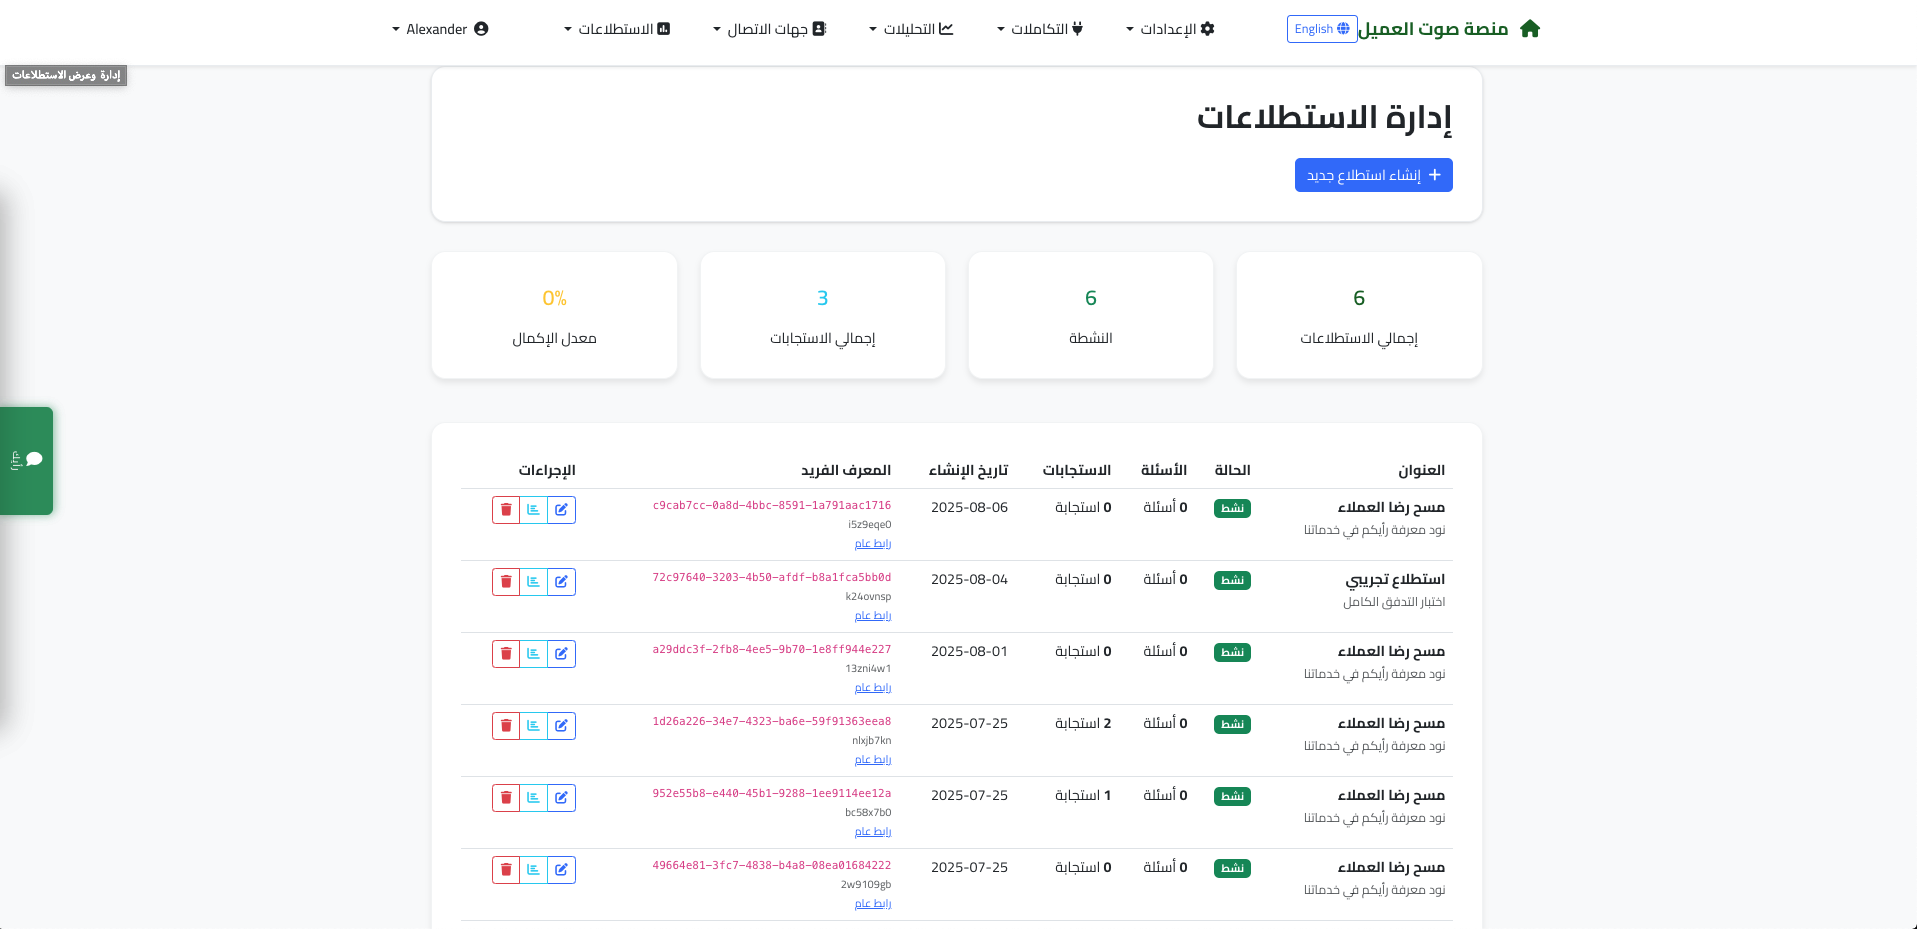 منصة صوت العميل
English
الإعدادات
التكاملات
التحليلات
جهات الاتصال
الاستطلاعات
Alexander
إدارة وعرض الاستطلاعات
إدارة الاستطلاعات
إنشاء استطلاع جديد
6
إجمالي الاستطلاعات
6
النشطة
3
إجمالي الاستجابات
0%
معدل الإكمال
رأيك
العنوان الحالة الأسئلة الاستجابات تاريخ الإنشاء المعرف الفريد الإجراءات
مسح رضا العملاء نشط 0 أسئلة 0 استجابة 2025-08-06 c9cab7cc-0a8d-4bbc-8591-1a791aac1716
نود معرفة رأيكم في خدماتنا i5z9eqe0
رابط عام
استطلاع تجريبي نشط 0 أسئلة 0 استجابة 2025-08-04 72c97640-3203-4b50-afdf-b8a1fca5bb0d
اختبار التدفق الكامل k24ovnsp
رابط عام
مسح رضا العملاء نشط 0 أسئلة 0 استجابة 2025-08-01 a29ddc3f-2fb8-4ee5-9b70-1e8ff944e227
نود معرفة رأيكم في خدماتنا 13zni4w1
رابط عام
مسح رضا العملاء نشط 0 أسئلة 2 استجابة 2025-07-25 1d26a226-34e7-4323-ba6e-59f91363eea8
نود معرفة رأيكم في خدماتنا nlxjb7kn
رابط عام
مسح رضا العملاء نشط 0 أسئلة 1 استجابة 2025-07-25 952e55b8-e440-45b1-9288-1ee9114ee12a
نود معرفة رأيكم في خدماتنا bc58x7b0
رابط عام
مسح رضا العملاء نشط 0 أسئلة 0 استجابة 2025-07-25 49664e81-3fc7-4838-b4a8-08ea01684222
نود معرفة رأيكم في خدماتنا 2w9109gb
رابط عام